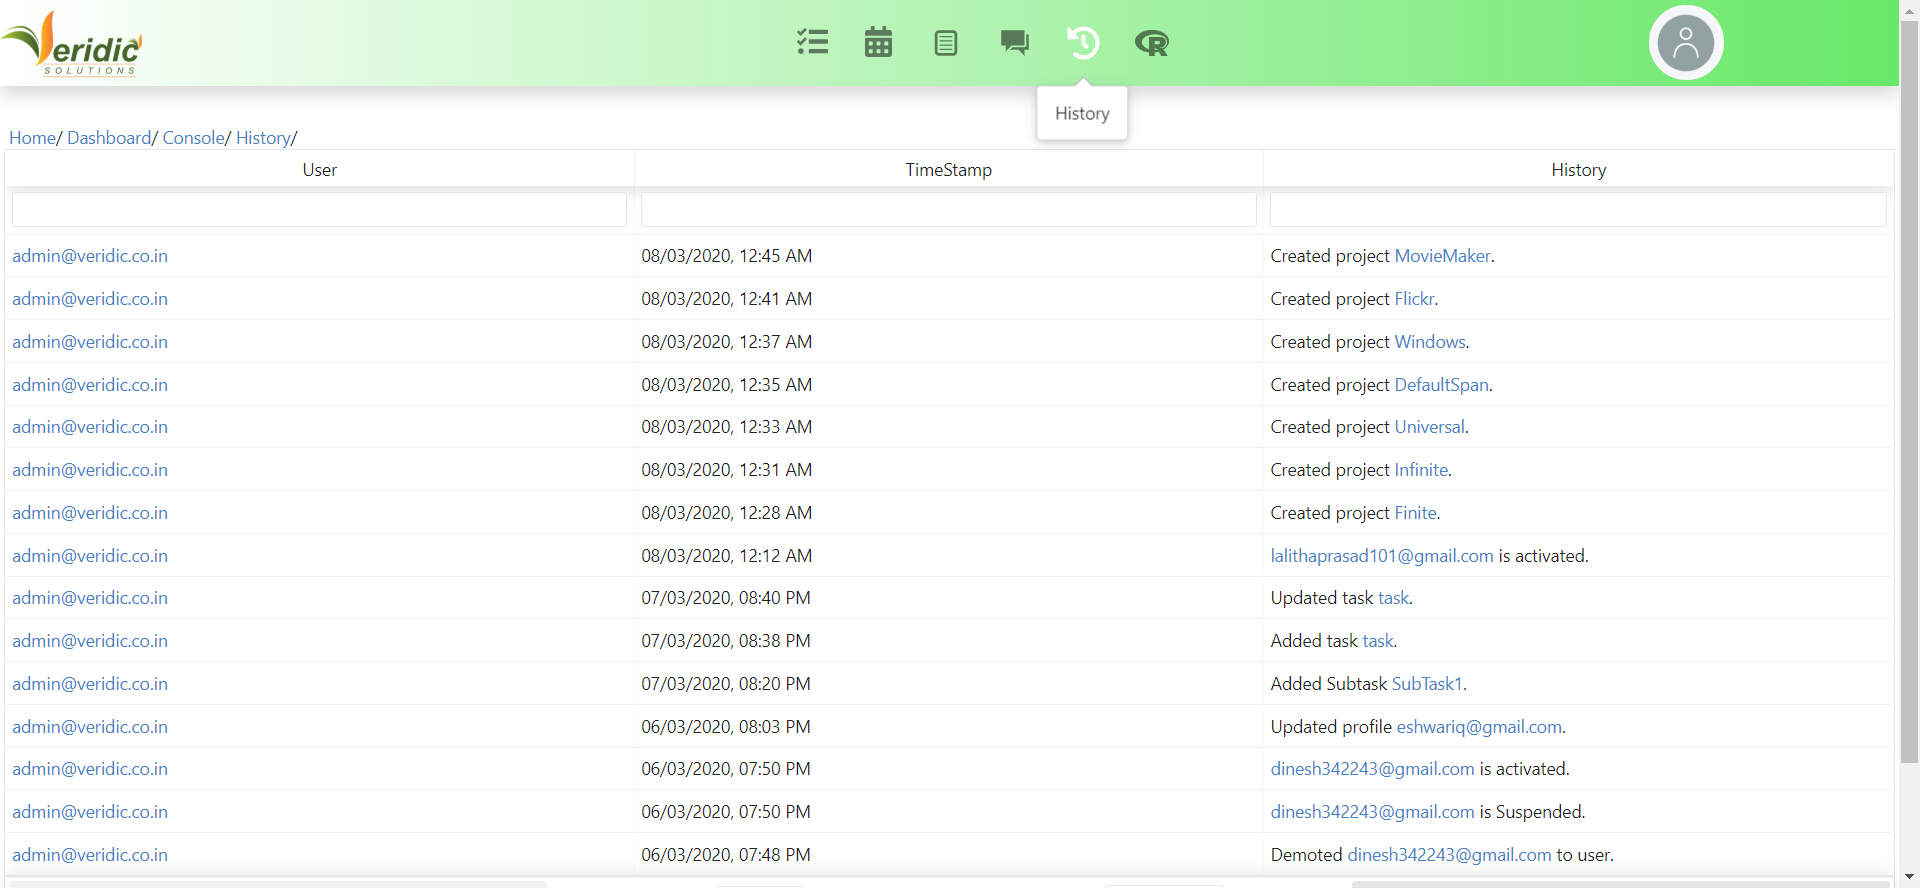 Veridic
SOLUTIONS
History
Home/ Dashboard/ Console/ History/
User TimeStamp History
admin@veridic.co.in 08/03/2020, 12:45 AM Created project MovieMaker.
admin@veridic.co.in 08/03/2020, 12:41 AM Created project Flickr.
admin@veridic.co.in 08/03/2020, 12:37 AM Created project Windows.
admin@veridic.co.in 08/03/2020, 12:35 AM Created project DefaultSpan.
admin@veridic.co.in 08/03/2020, 12:33 AM Created project Universal.
admin@veridic.co.in 08/03/2020, 12:31 AM Created project Infinite.
admin@veridic.co.in 08/03/2020, 12:28 AM Created project Finite.
admin@veridic.co.in 08/03/2020, 12:12 AM lalithaprasad101@gmail.com is activated.
admin@veridic.co.in 07/03/2020, 08:40 PM Updated task task.
admin@veridic.co.in 07/03/2020, 08:38 PM Added task task.
admin@veridic.co.in 07/03/2020, 08:20 PM Added Subtask SubTask1.
admin@veridic.co.in 06/03/2020, 08:03 PM Updated profile eshwariq@gmail.com.
admin@veridic.co.in 06/03/2020, 07:50 PM dinesh342243@gmail.com is activated.
admin@veridic.co.in 06/03/2020, 07:50 PM dinesh342243@gmail.com is Suspended.
admin@veridic.co.in 06/03/2020, 07:48 PM Demoted dinesh342243@gmail.com to user.